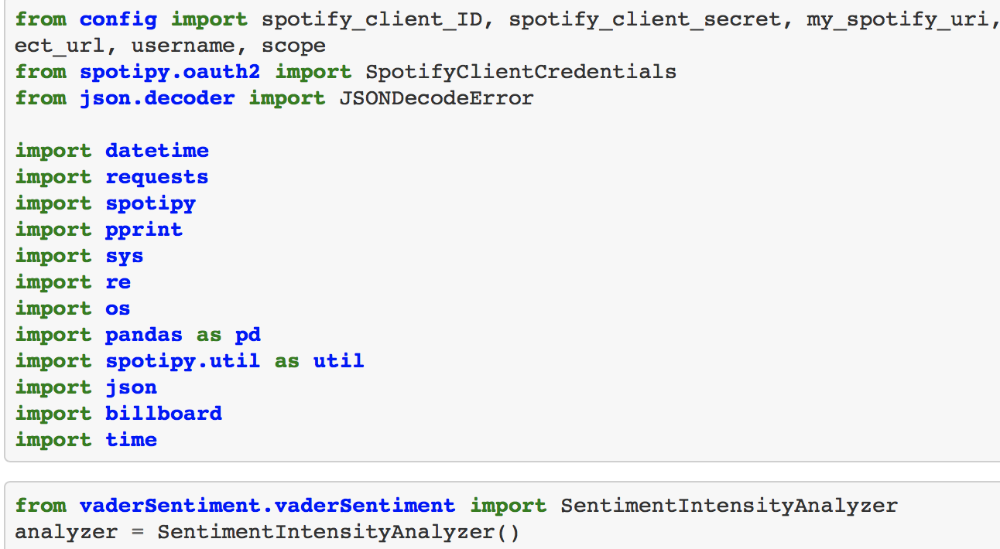 from config import spotify_client_ID, spotify_client_secret, my_spotify_uri,
ect_url, username, scope
from spotipy.oauth2 import SpotifyClientCredentials
from json.decoder import JSONDecodeError
import datetime
import requests
import spotipy
import pprint
import sys
import re
import os
import pandas as pd
import spotipy.util as util
import json
import billboard
import time
from vaderSentiment.vaderSentiment import SentimentIntensityAnalyzer
analyzer = SentimentIntensityAnalyzer()